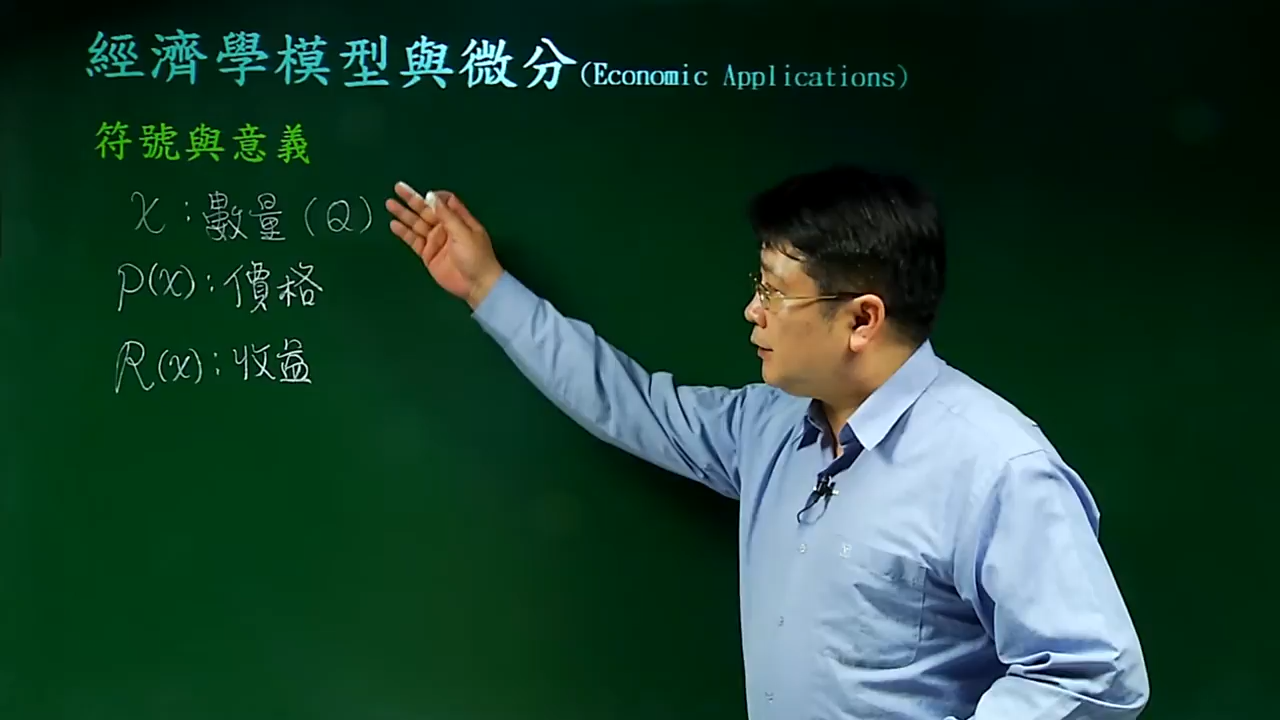 經濟學模型與微分(Economic Applications)
符號與意義
x：數量(Q)
p(x)：價格
R(x)：收益